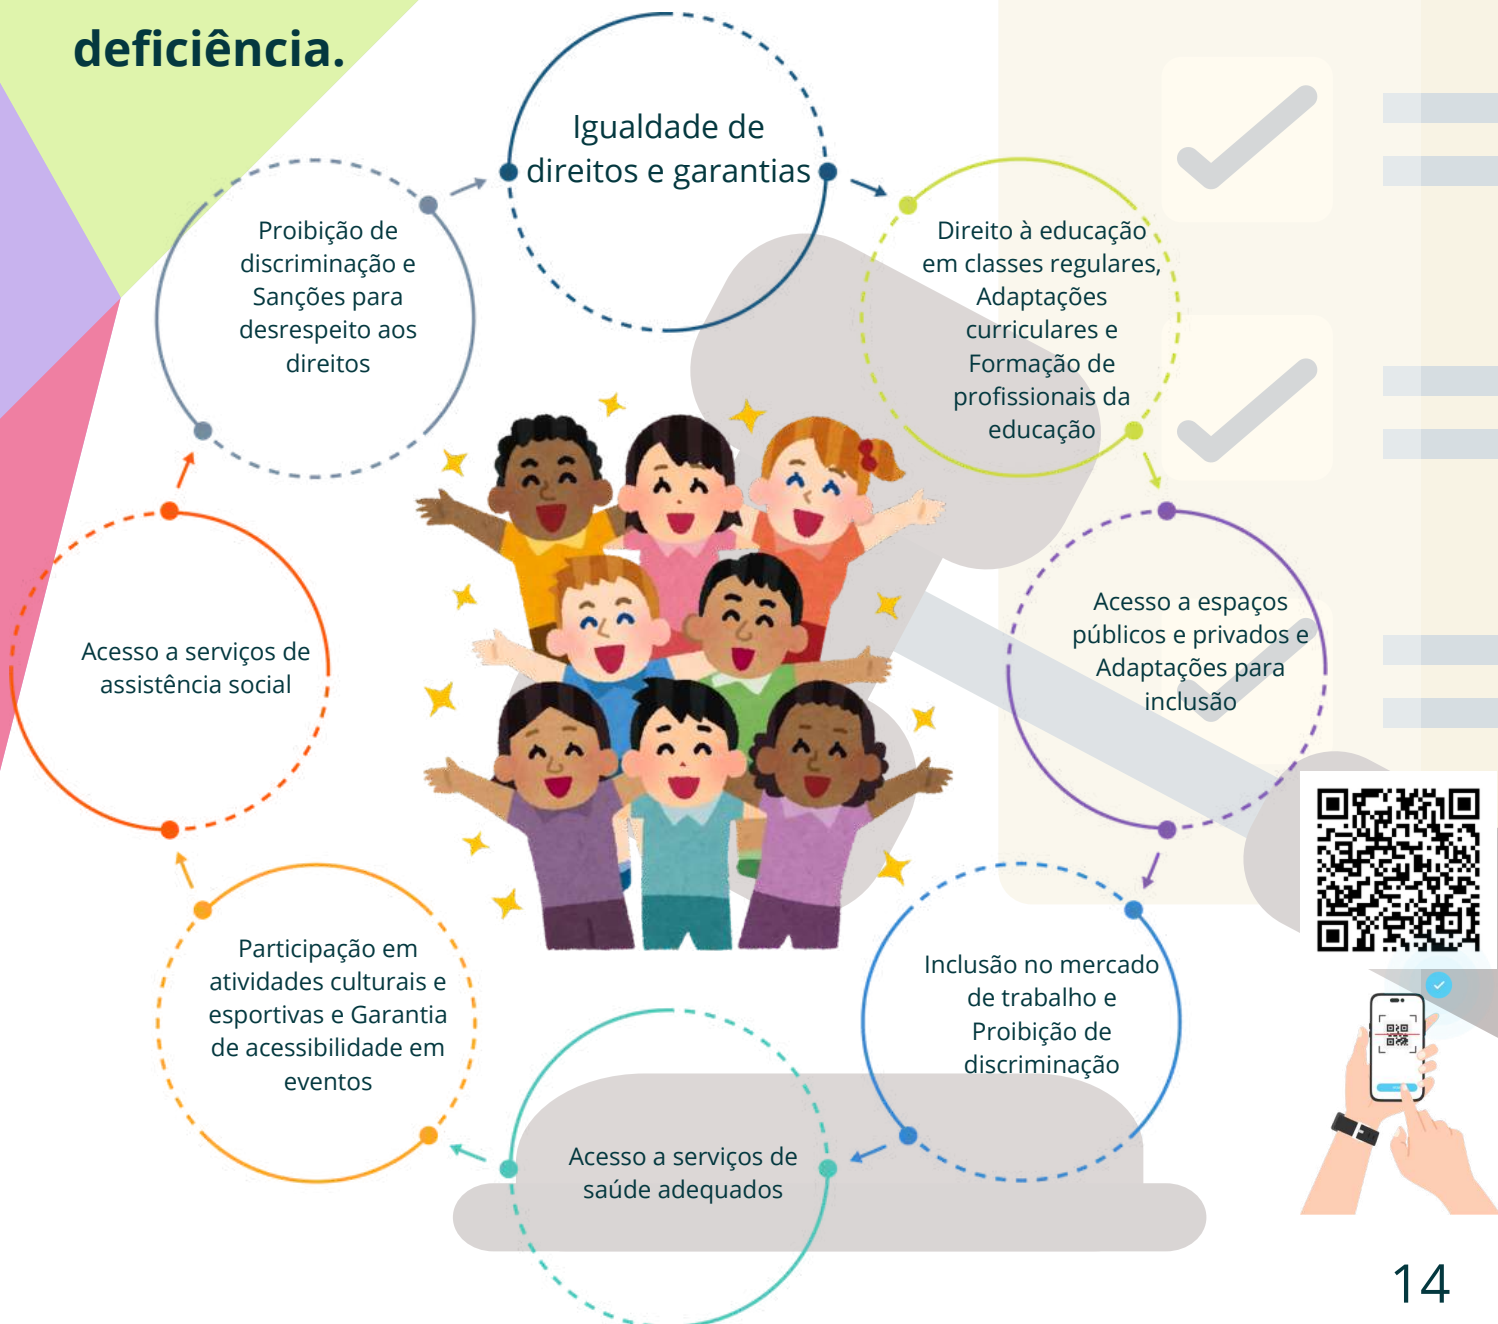 deficiência.
Igualdade de
direitos e garantias
Direito à educação
em classes regulares,
Adaptações
curriculares e
Formação de
profissionais da
educação
Acesso a espaços
públicos e privados e
Adaptações para
inclusão
Inclusão no mercado
de trabalho e
Proibição de
discriminação
Acesso a serviços de
saúde adequados
Participação em
atividades culturais e
esportivas e Garantia
de acessibilidade em
eventos
Acesso a serviços de
assistência social
Proibição de
discriminação e
Sanções para
desrespeito aos
direitos
14